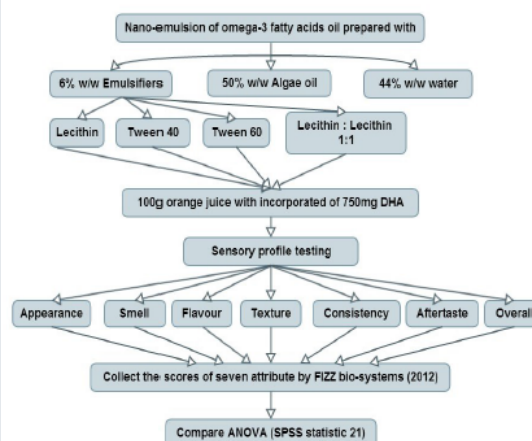 Nano-emulsion of omega-3 fatty acids oil prepared with
6% w/w Emulsifiers
50% w/w Algae oil
44% w/w water
Lecithin
Tween 40
Tween 60
Lecithin : Lecithin
1:1
100g orange juice with incorporated of 750mg DHA
Sensory profile testing
Appearance
Smell
Flavour
Texture
Consistency
Aftertaste
Overall
Collect the scores of seven attribute by FIZZ bio-systems (2012)
Compare ANOVA (SPSS statistic 21)